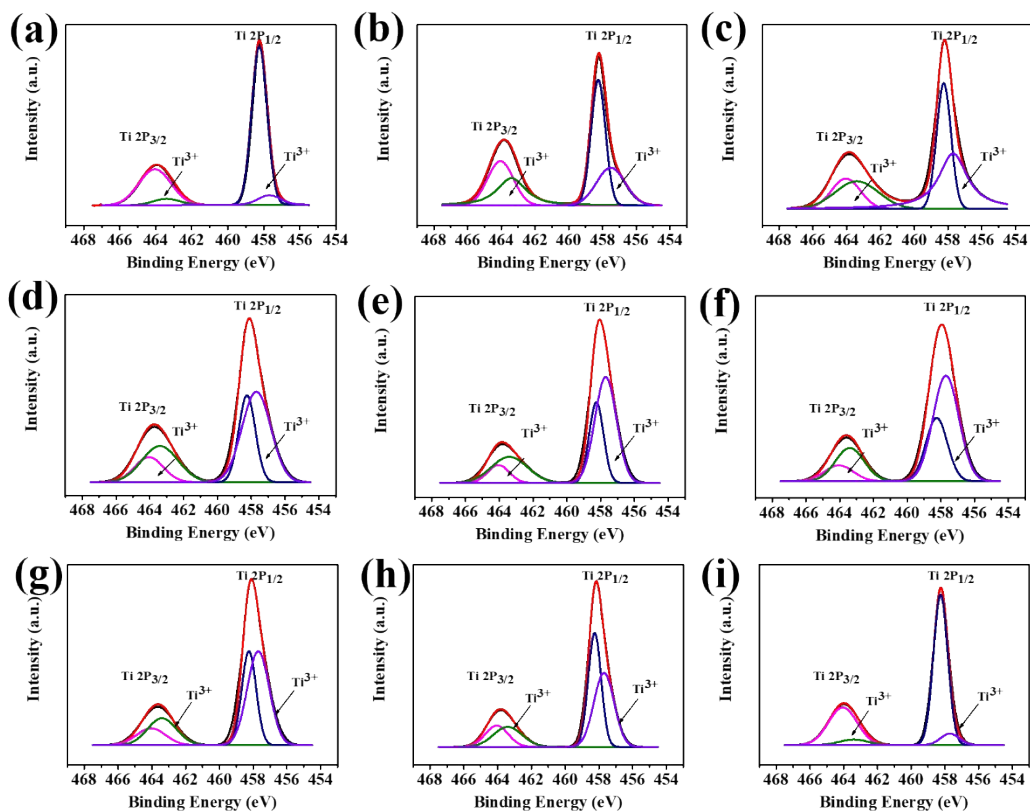 (a)
Ti 2P1/2
Ti 2P3/2
Ti3+
Ti3+
Intensity (a.u.)
468 466 464 462 460 458 456 454
Binding Energy (eV)
(b)
Ti 2P1/2
Ti 2P3/2
Ti3+
Ti3+
Intensity (a.u.)
468 466 464 462 460 458 456 454
Binding Energy (eV)
(c)
Ti 2P1/2
Ti 2P3/2
Ti3+
Ti3+
Intensity (a.u.)
468 466 464 462 460 458 456 454
Binding Energy (eV)
(d)
Ti 2P1/2
Ti 2P3/2
Ti3+
Ti3+
Intensity (a.u.)
468 466 464 462 460 458 456 454
Binding Energy (eV)
(e)
Ti 2P1/2
Ti 2P3/2
Ti3+
Ti3+
Intensity (a.u.)
468 466 464 462 460 458 456 454
Binding Energy (eV)
(f)
Ti 2P1/2
Ti 2P3/2
Ti3+
Ti3+
Intensity (a.u.)
468 466 464 462 460 458 456 454
Binding Energy (eV)
(g)
Ti 2P1/2
Ti 2P3/2
Ti3+
Ti3+
Intensity (a.u.)
468 466 464 462 460 458 456 454
Binding Energy (eV)
(h)
Ti 2P1/2
Ti 2P3/2
Ti3+
Ti3+
Intensity (a.u.)
468 466 464 462 460 458 456 454
Binding Energy (eV)
(i)
Ti 2P1/2
Ti 2P3/2
Ti3+
Ti3+
Intensity (a.u.)
468 466 464 462 460 458 456 454
Binding Energy (eV)